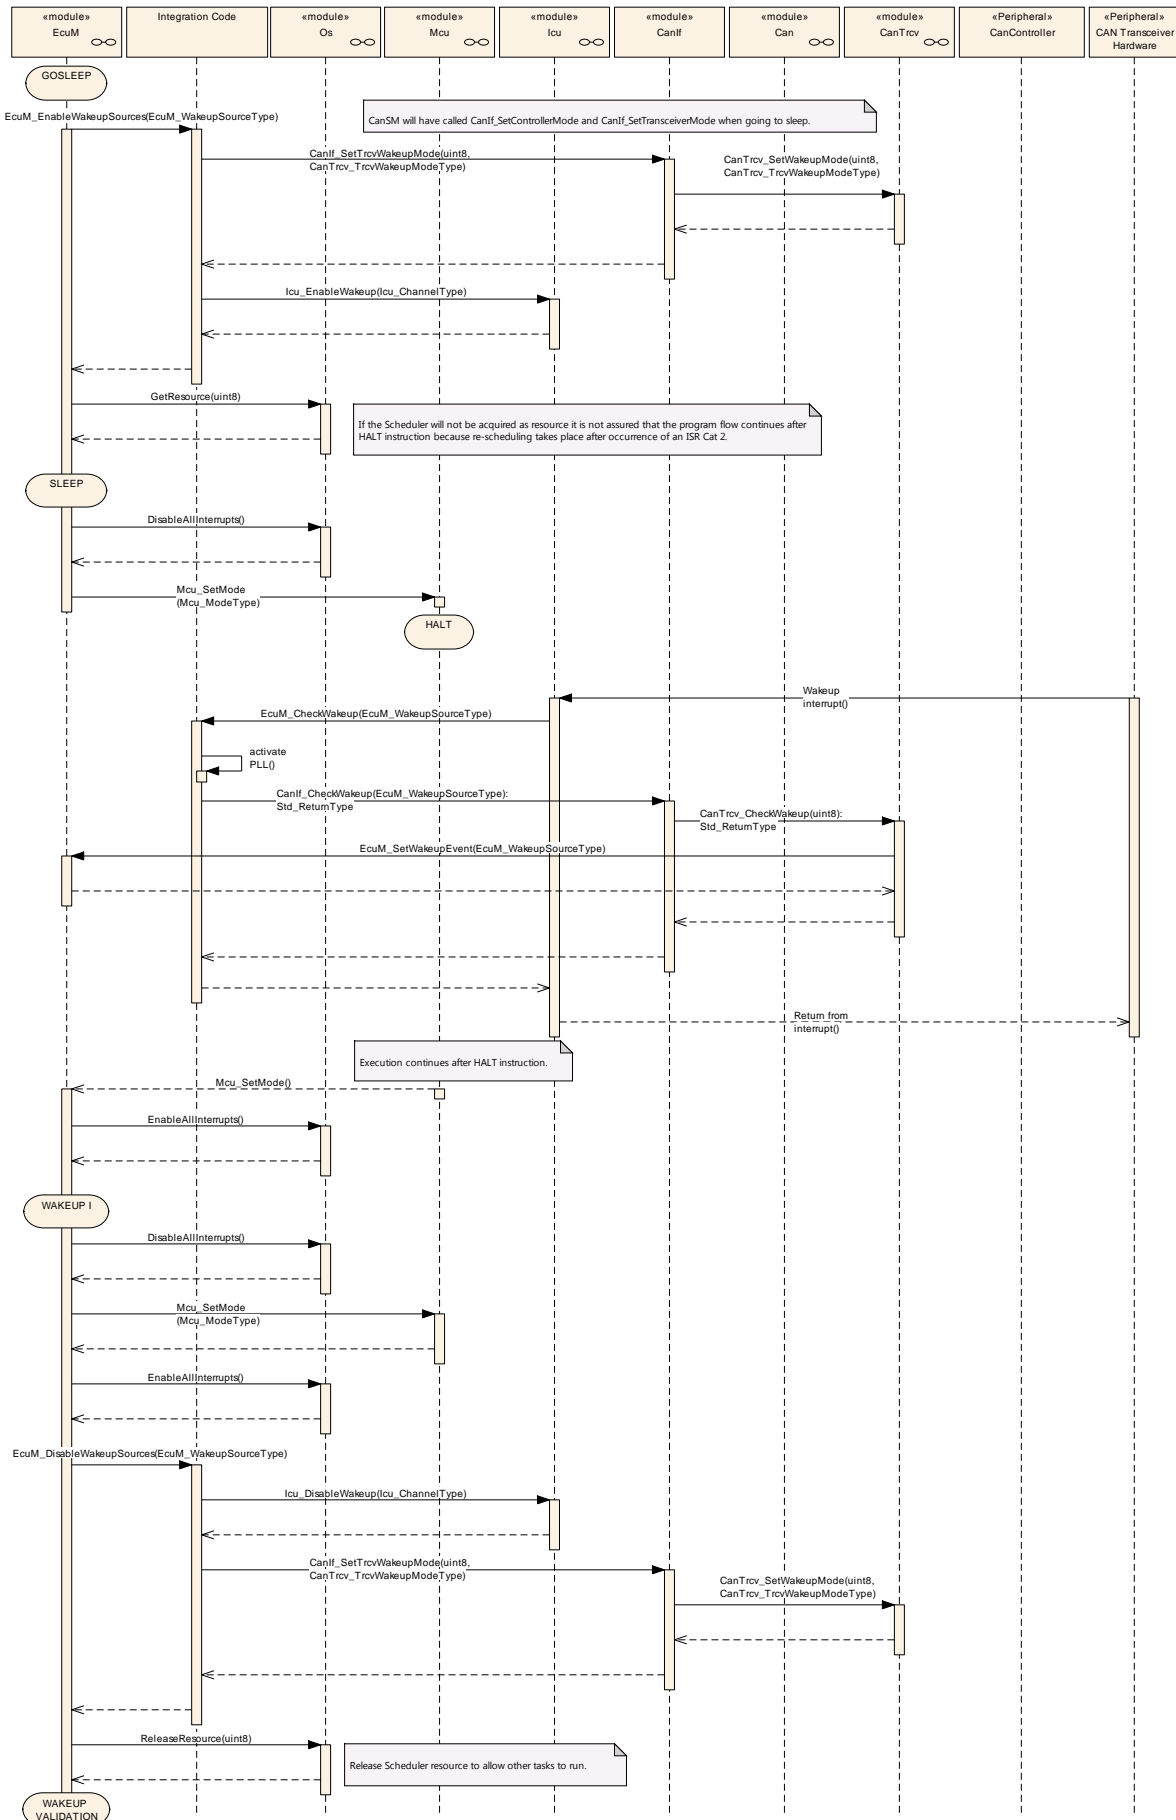 «module»
EcuM
Integration Code
«module»
Os
«module»
Mcu
«module»
Icu
«module»
CanIf
«module»
Can
«module»
CanTrcv
«Peripheral»
CanController
«Peripheral»
CAN Transceiver
Hardware
GOSLEEP
EcuM_EnableWakeupSources(EcuM_WakeupSourceType)
CanSM will have called CanIf_SetControllerMode and CanIf_SetTransceiverMode when going to sleep.
CanIf_SetTrcvWakeupMode(uint8,
CanTrcv_TrcvWakeupModeType)
CanTrcv_SetWakeupMode(uint8,
CanTrcv_TrcvWakeupModeType)
Icu_EnableWakeup(Icu_ChannelType)
GetResource(uint8)
If the Scheduler will not be acquired as resource it is not assured that the program flow continues after
HALT instruction because re-scheduling takes place after occurrence of an ISR Cat 2.
SLEEP
DisableAllInterrupts()
Mcu_SetMode
(Mcu_ModeType)
HALT
Wakeup
interrupt()
EcuM_CheckWakeup(EcuM_WakeupSourceType)
activate
PLL()
CanIf_CheckWakeup(EcuM_WakeupSourceType):
Std_ReturnType
CanTrcv_CheckWakeup(uint8):
Std_ReturnType
EcuM_SetWakeupEvent(EcuM_WakeupSourceType)
Return from
interrupt()
Execution continues after HALT instruction.
Mcu_SetMode()
EnableAllInterrupts()
WAKEUP I
DisableAllInterrupts()
Mcu_SetMode
(Mcu_ModeType)
EnableAllInterrupts()
EcuM_DisableWakeupSources(EcuM_WakeupSourceType)
Icu_DisableWakeup(Icu_ChannelType)
CanIf_SetTrcvWakeupMode(uint8,
CanTrcv_TrcvWakeupModeType)
CanTrcv_SetWakeupMode(uint8,
CanTrcv_TrcvWakeupModeType)
ReleaseResource(uint8)
Release Scheduler resource to allow other tasks to run.
WAKEUP
VALIDATION